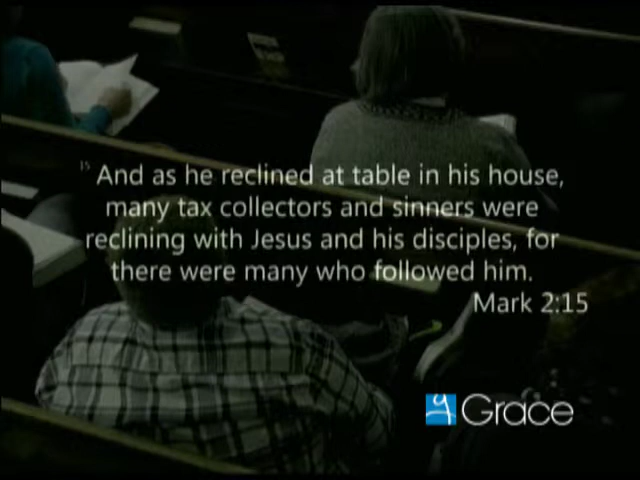 15 And as he reclined at table in his house,
many tax collectors and sinners were
reclining with Jesus and his disciples, for
there were many who followed him.
Mark 2:15
Grace